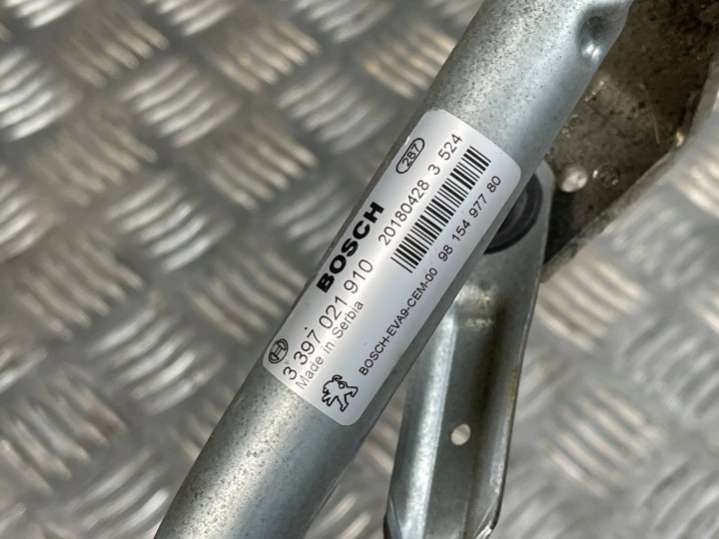 287
BOSCH 20180428 3 524
3 397 021 910
Made in Serbia
BOSCH-EVA9-CEM-00 98 154 977 80